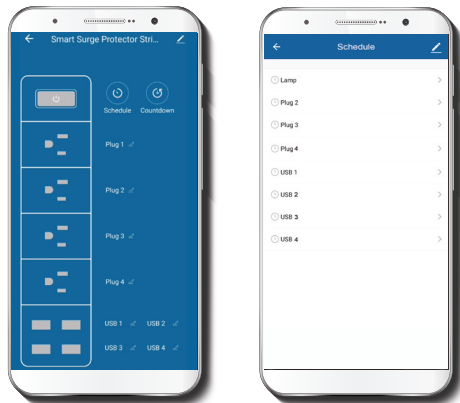 Smart Surge Protector Stri...
Schedule Countdown
Plug 1
Plug 2
Plug 3
Plug 4
USB 1 USB 2
USB 3 USB 4
Schedule
Lamp
Plug 2
Plug 3
Plug 4
USB 1
USB 2
USB 3
USB 4